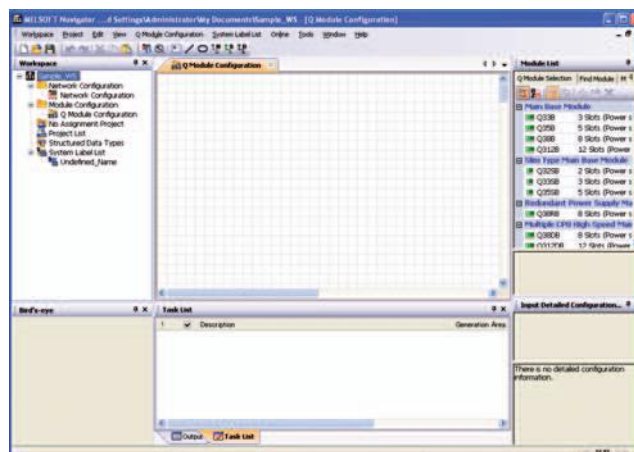 MELSOFT Navigator ...d Settings\Administrator\My Documents\Sample_WS - [Q Module Configuration]
Workspace Project Edit View Q Module Configuration System Label List Online Tools Window Help
Workspace
Sample_WS
Network Configuration
Network Configuration
Module Configuration
Q Module Configuration
No Assignment Project
Project List
Structured Data Types
System Label List
Undefined_Name
Q Module Configuration
Module List
Q Module Selection Find Module
Main Base Module
Q33B 3 Slots (Power s
Q35B 5 Slots (Power s
Q38B 8 Slots (Power s
Q312B 12 Slots (Power
Slim Type Main Base Module
Q32SB 2 Slots (Power s
Q33SB 3 Slots (Power s
Q35SB 5 Slots (Power s
Redundant Power Supply Ma
Q38RB 8 Slots (Power s
Multiple CPU High Speed Mai
Q38DB 8 Slots (Power s
Q312DB 12 Slots (Power
Bird's-eye
Task List
! Description Generation Area
Output Task List
Input Detailed Configuration...
There is no detailed configuration
information.